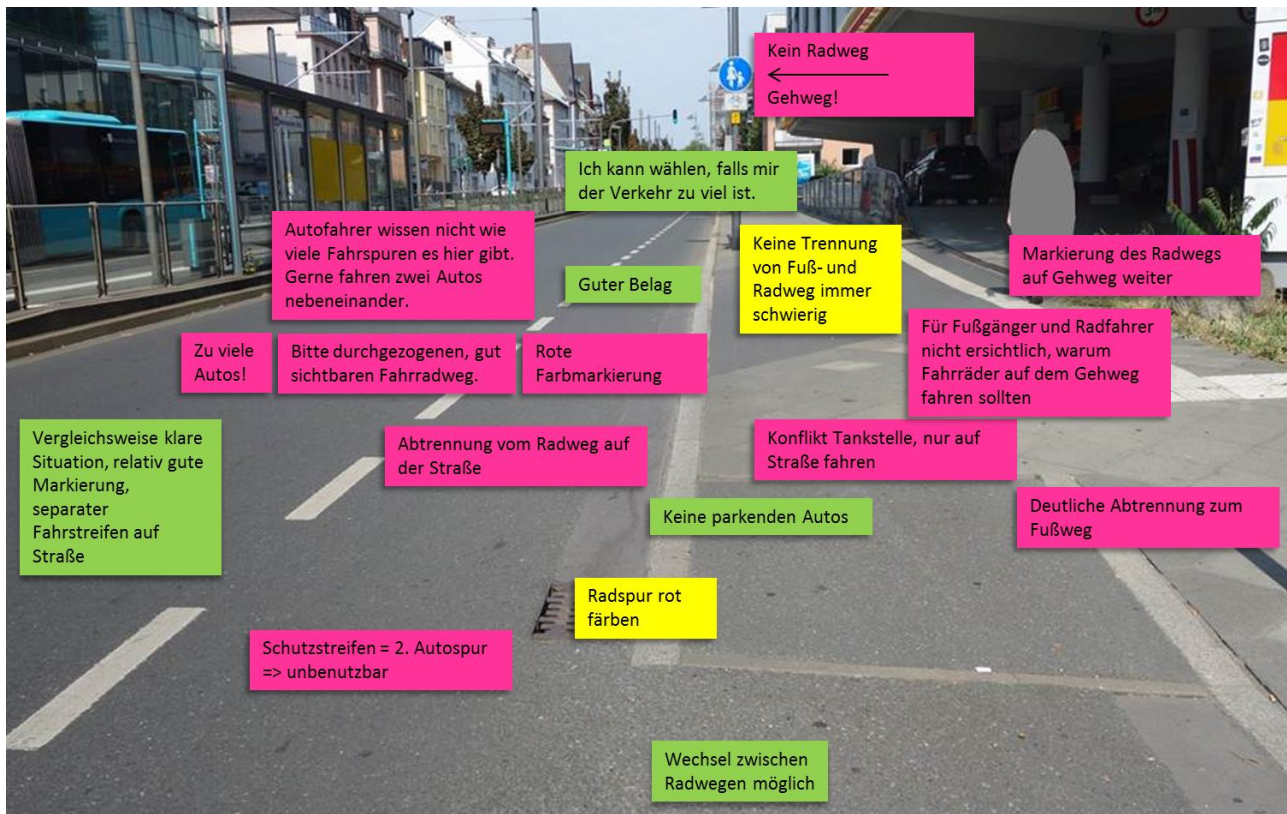 Kein Radweg
Gehweg!
Ich kann wählen, falls mir
der Verkehr zu viel ist.
Autofahrer wissen nicht wie
viele Fahrspuren es hier gibt.
Gerne fahren zwei Autos
nebeneinander.
Keine Trennung
von Fuß- und
Radweg immer
schwierig
Markierung des Radwegs
auf Gehweg weiter
Guter Belag
Für Fußgänger und Radfahrer
nicht ersichtlich, warum
Fahrräder auf dem Gehweg
fahren sollten
Zu viele
Autos!
Bitte durchgezogenen, gut
sichtbaren Fahrradweg.
Rote
Farbmarkierung
Vergleichsweise klare
Situation, relativ gute
Markierung,
separater
Fahrstreifen auf
Straße
Abtrennung vom Radweg auf
der Straße
Konflikt Tankstelle, nur auf
Straße fahren
Keine parkenden Autos
Deutliche Abtrennung zum
Fußweg
Radspur rot
färben
Schutzstreifen = 2. Autospur
=> unbenutzbar
Wechsel zwischen
Radwegen möglich